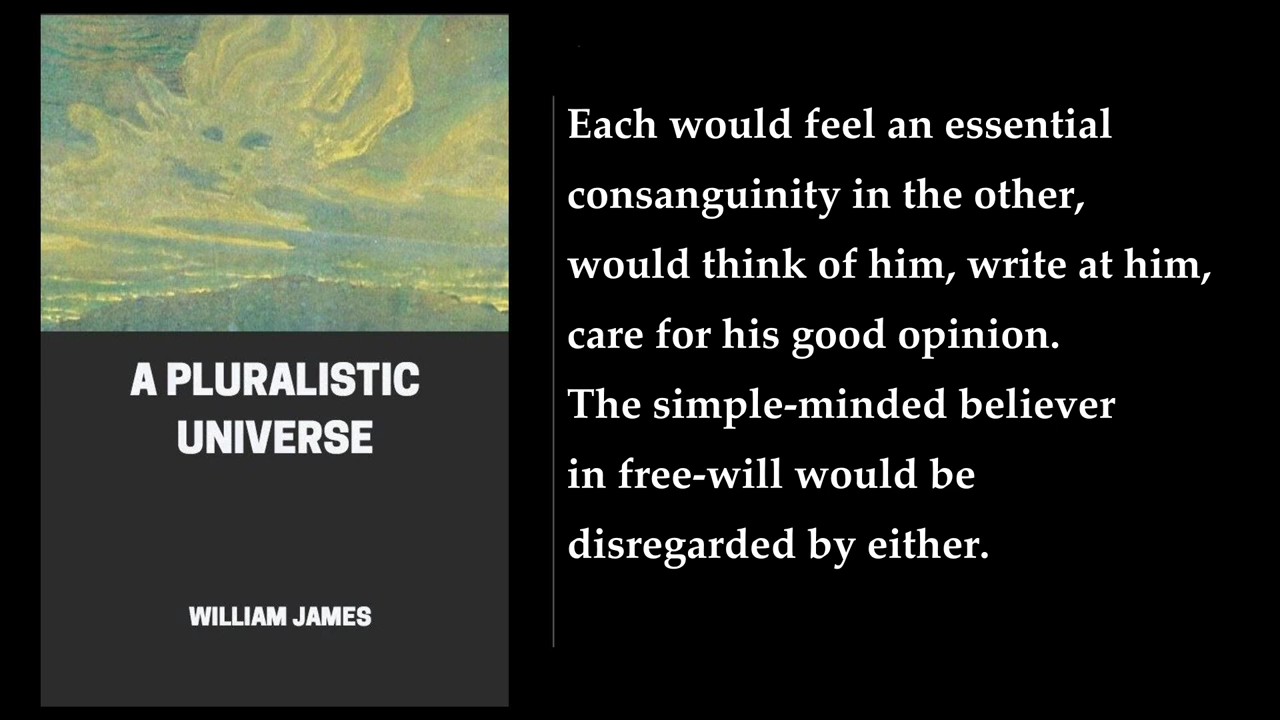 A PLURALISTIC
UNIVERSE
WILLIAM JAMES
Each would feel an essential
consanguinity in the other,
would think of him, write at him,
care for his good opinion.
The simple-minded believer
in free-will would be
disregarded by either.